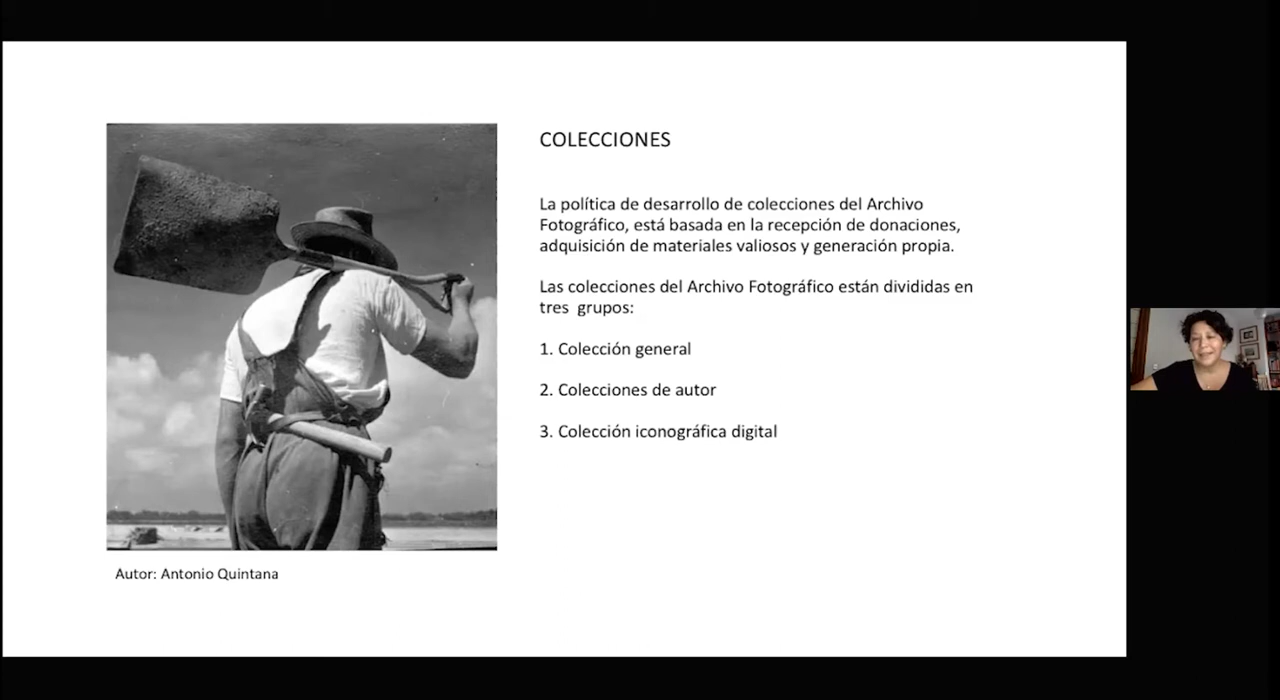 COLECCIONES
La política de desarrollo de colecciones del Archivo
Fotográfico, está basada en la recepción de donaciones,
adquisición de materiales valiosos y generación propia.
Las colecciones del Archivo Fotográfico están divididas en
tres  grupos:
1. Colección general
2. Colecciones de autor
3. Colección iconográfica digital
Autor: Antonio Quintana